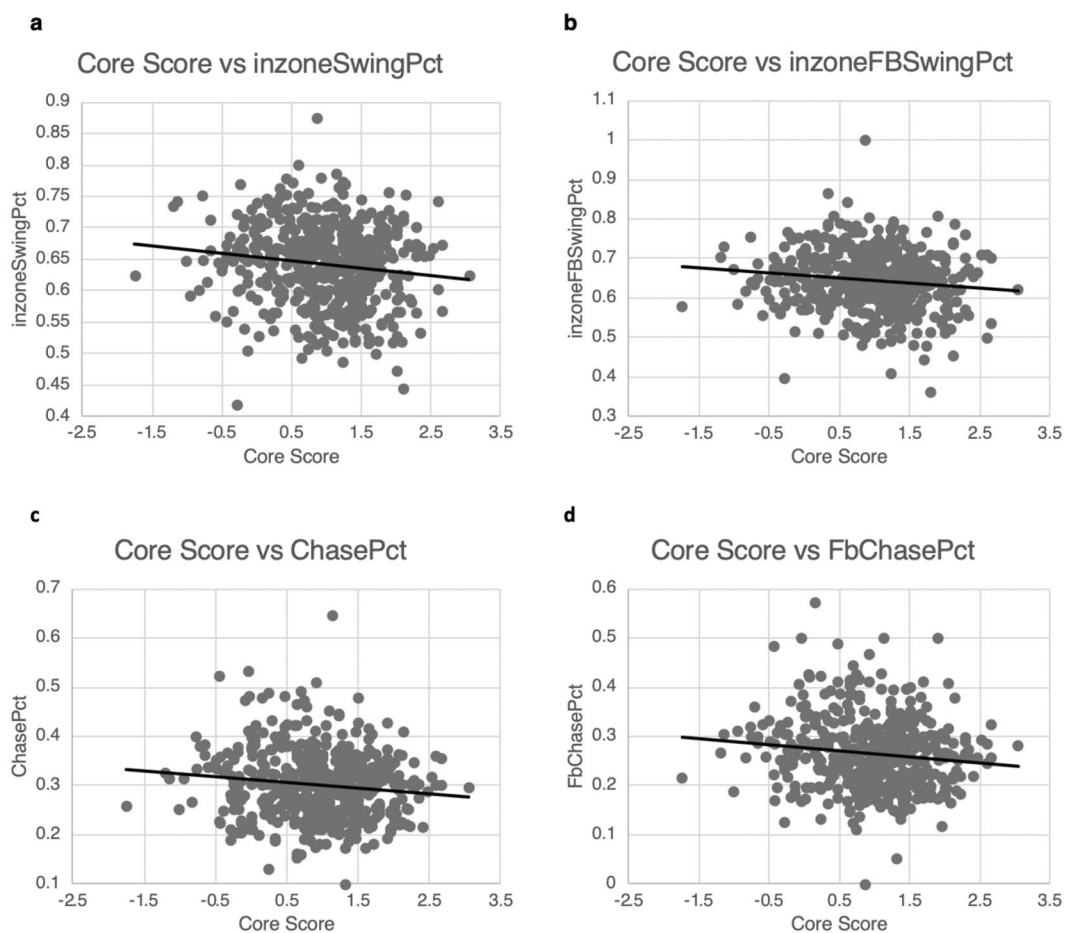 a
Core Score vs inzoneSwingPct
0.9
0.85
0.8
0.75
0.7
0.65
0.6
0.55
0.5
0.45
0.4
inzoneSwingPct
-2.5 -1.5 -0.5 0.5 1.5 2.5 3.5
Core Score
b
Core Score vs inzoneFBSwingPct
1.1
1
0.9
0.8
0.7
0.6
0.5
0.4
0.3
inzoneFBSwingPct
-2.5 -1.5 -0.5 0.5 1.5 2.5 3.5
Core Score
c
Core Score vs ChasePct
0.7
0.6
0.5
0.4
0.3
0.2
0.1
ChasePct
-2.5 -1.5 -0.5 0.5 1.5 2.5 3.5
Core Score
d
Core Score vs FbChasePct
0.6
0.5
0.4
0.3
0.2
0.1
0
FbChasePct
-2.5 -1.5 -0.5 0.5 1.5 2.5 3.5
Core Score